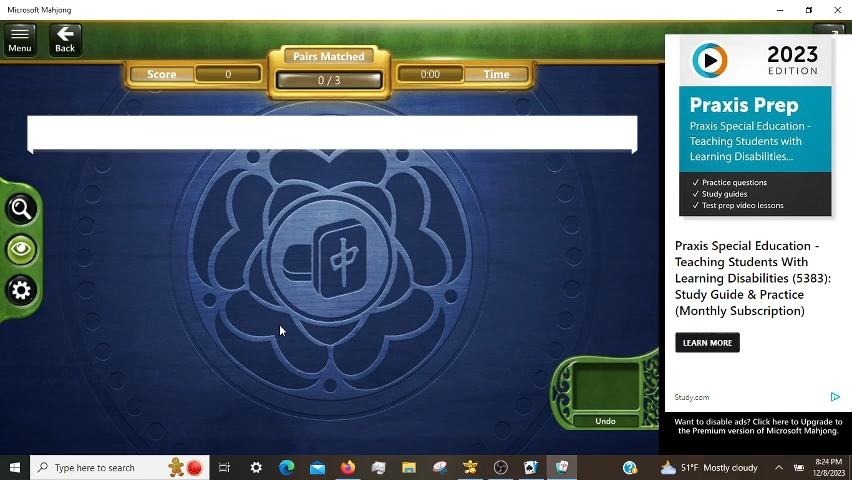 Microsoft Mahjong
Menu
Back
Pairs Matched
Score
0
0 / 3
0:00
Time
中
Undo
2023
EDITION
Praxis Prep
Praxis Special Education -
Teaching Students with
Learning Disabilities...
✓ Practice questions
✓ Study guides
✓ Test prep video lessons
Praxis Special Education -
Teaching Students With
Learning Disabilities (5383):
Study Guide & Practice
(Monthly Subscription)
LEARN MORE
Study.com
Want to disable ads? Click here to Upgrade to
the Premium version of Microsoft Mahjong.
Type here to search
51°F Mostly cloudy
8:24 PM
12/8/2023